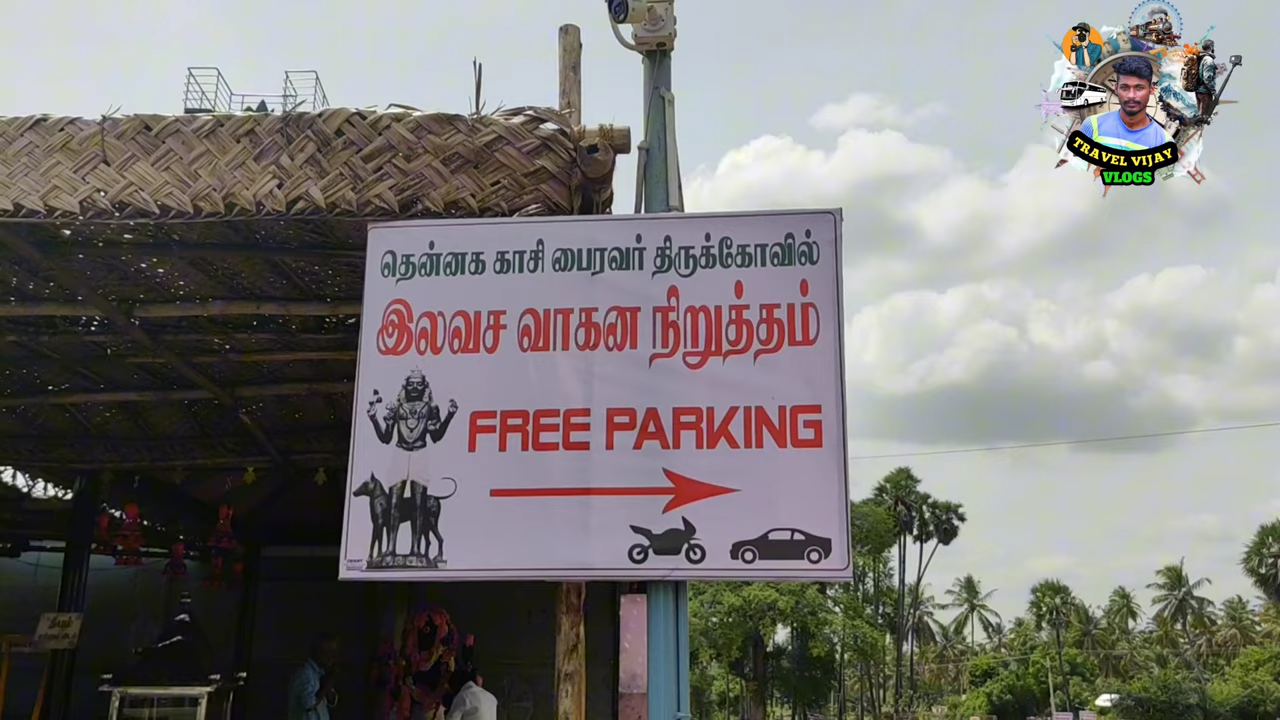 தென்னக காசி பைரவர் திருக்கோவில்
இலவச வாகன நிறுத்தம்
FREE PARKING
TRAVEL VIJAY
VLOGS